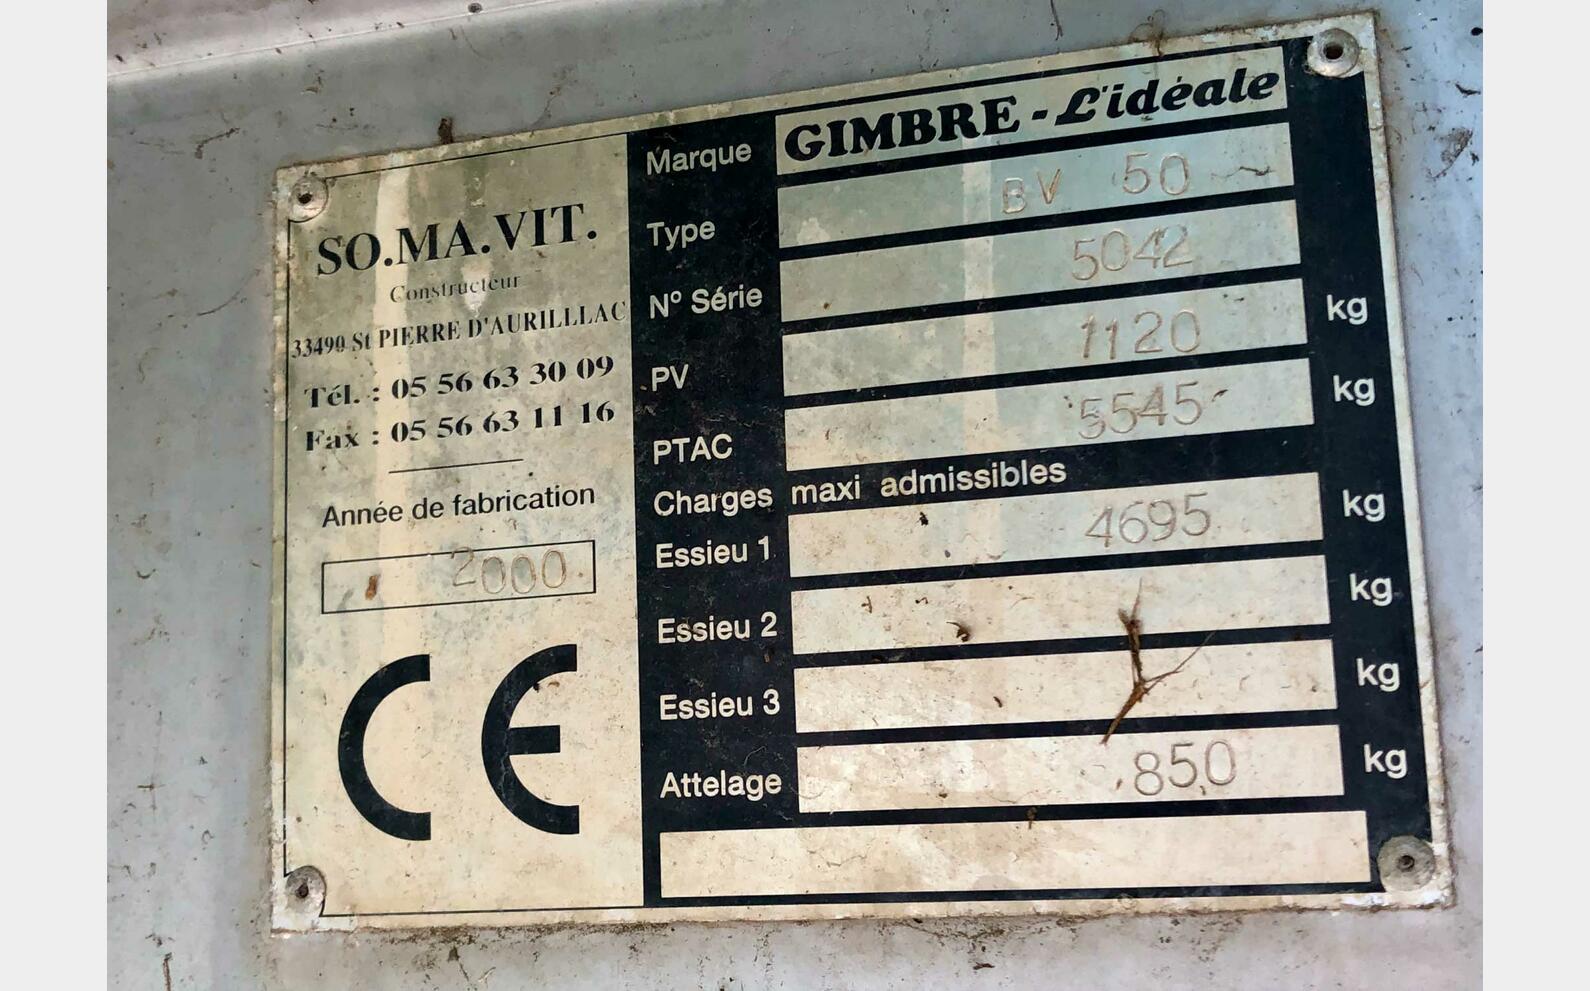 SO.MA.VIT.
Constructeur
33490 St PIERRE D'AURILLLAC
Tél. : 05 56 63 30 09
Fax : 05 56 63 11 16
Année de fabrication
2000
CE
Marque GIMBRE - L'idéale
Type BV 50
N° Série 5042
PV 1120 kg
PTAC 5545 kg
Charges maxi admissibles
Essieu 1 4695 kg
Essieu 2 kg
Essieu 3 kg
Attelage 850 kg